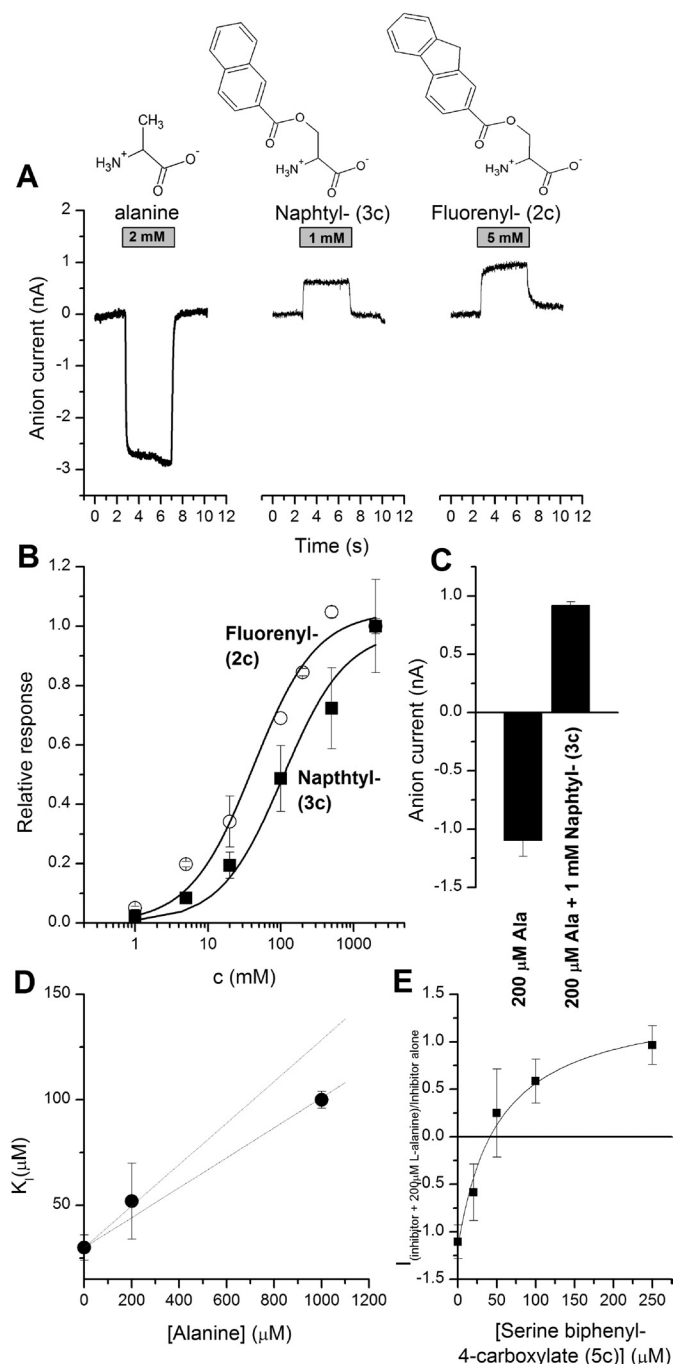 CH₃
H₃N⁺
O⁻
O
O
O
H₃N⁺
O⁻
O
O
O
H₃N⁺
O⁻
O
A
alanine
Naphtyl- (3c)
Fluorenyl- (2c)
2 mM
1 mM
5 mM
Anion current (nA)
2
1
0
-1
-2
-3
0 2 4 6 8 10 12
0 2 4 6 8 10 12
0 2 4 6 8 10 12
Time (s)
B
Relative response
1.2
1.0
0.8
0.6
0.4
0.2
0.0
Fluorenyl-
(2c)
Napthtyl-
(3c)
1 10 100 1000
c (mM)
C
Anion current (nA)
1.0
0.5
0.0
-0.5
-1.0
-1.5
200 µM Ala
200 µM Ala + 1 mM Naphtyl- (3c)
D
K_I(µM)
150
100
50
0 200 400 600 800 1000 1200
[Alanine] (µM)
E
I(inhibitor + 200µM L-alanine)/Inhibitor alone
1.5
1.0
0.5
0.0
-0.5
-1.0
-1.5
0 50 100 150 200 250
[Serine biphenyl-
4-carboxylate (5c)] (µM)